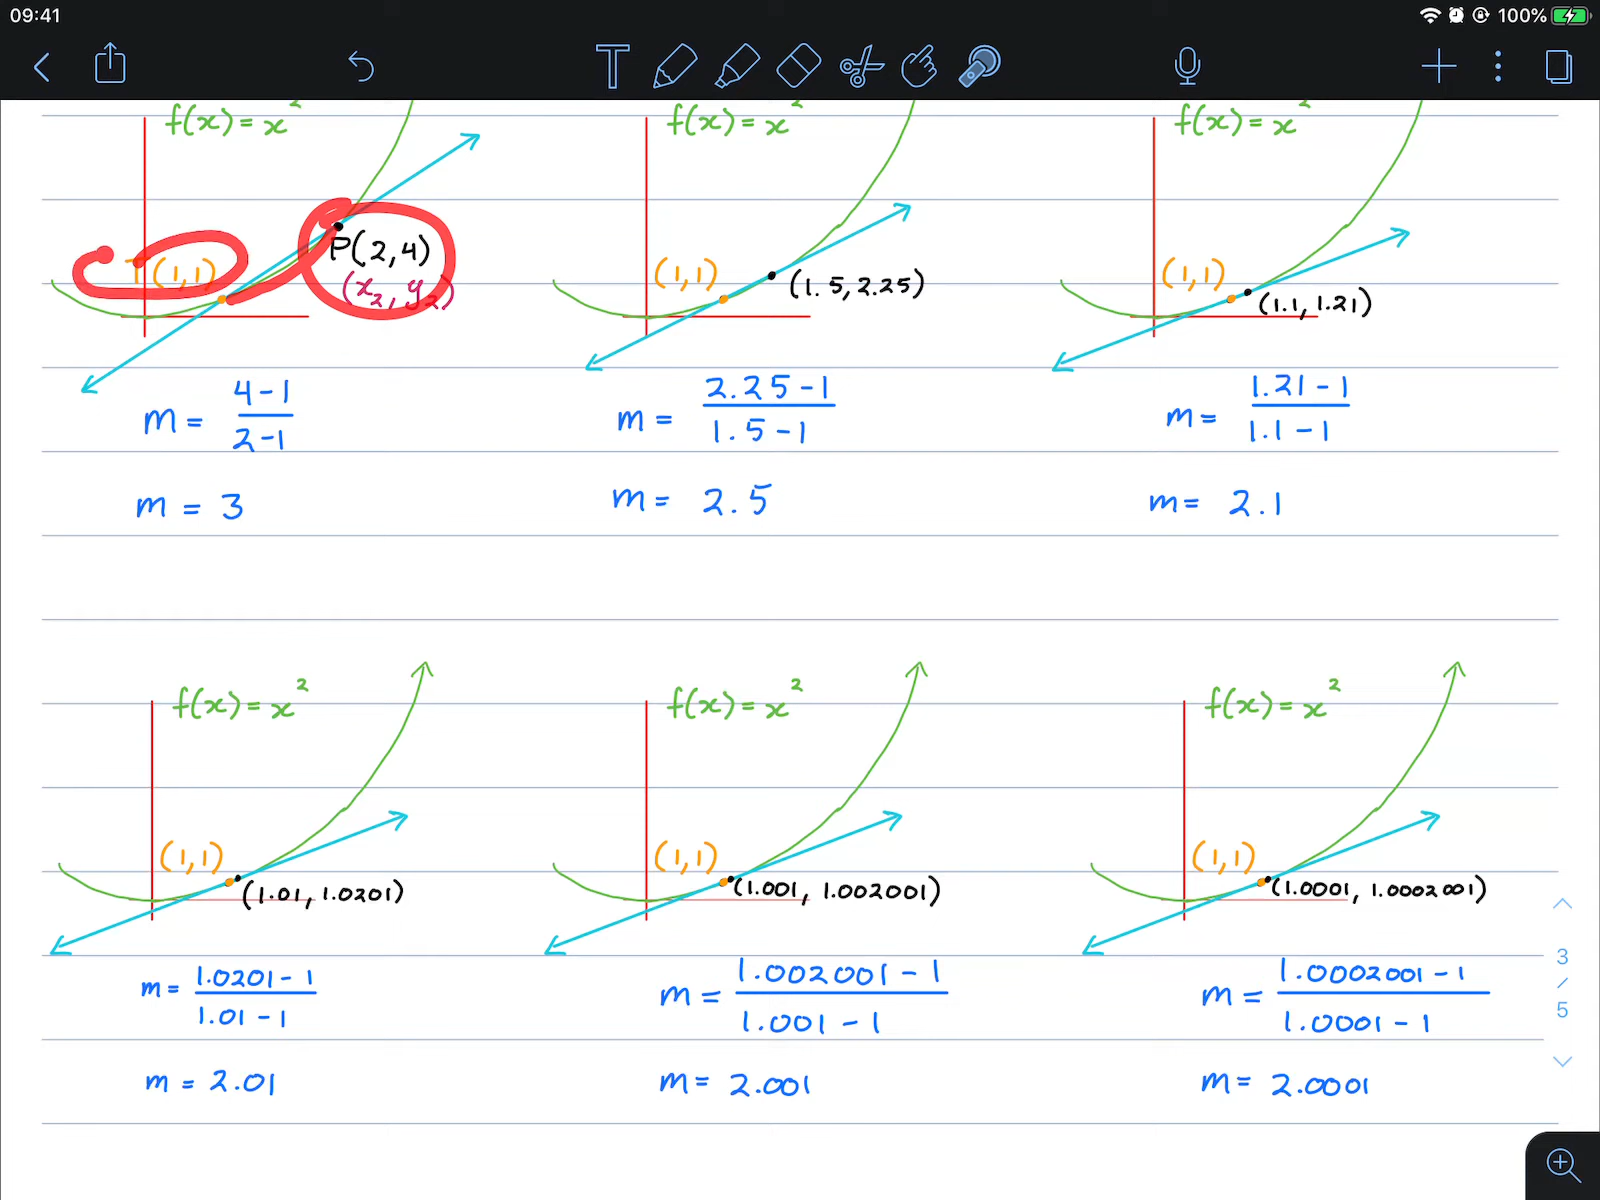 09:41
100%
T
f(x) = x²
f(x) = x²
f(x) = x²
T(1,1)
P(2,4)
(x₂, y₂)
(1,1)
(1.5, 2.25)
(1,1)
(1.1, 1.21)
m = 4-1
2-1
m = 2.25-1
1.5-1
m = 1.21-1
1.1-1
m = 3
m = 2.5
m = 2.1
f(x) = x²
f(x) = x²
f(x) = x²
(1,1)
(1.01, 1.0201)
(1,1)
(1.001, 1.002001)
(1,1)
(1.0001, 1.0002001)
m = 1.0201-1
1.01-1
m = 1.002001-1
1.001-1
m = 1.0002001-1
1.0001-1
m = 2.01
m = 2.001
m = 2.0001
3
/
5